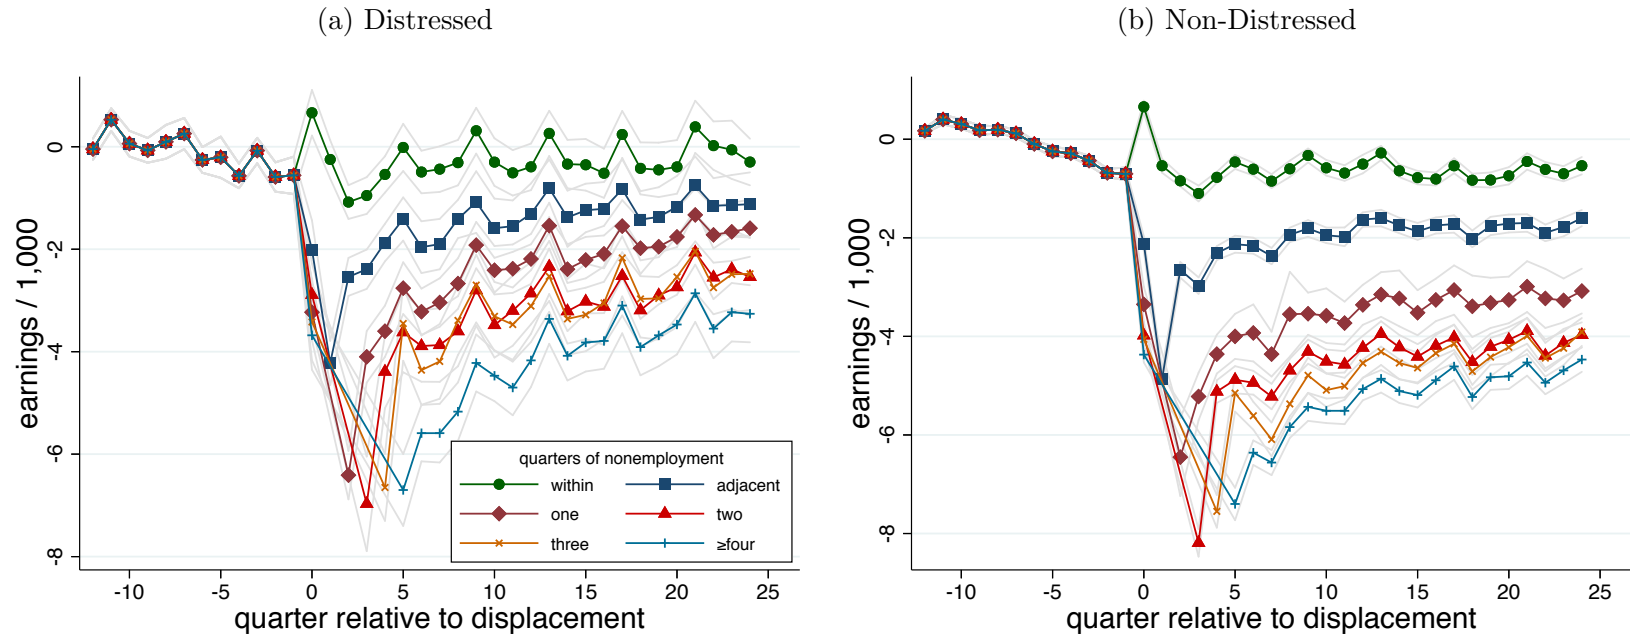 (a) Distressed
(b) Non-Distressed
earnings / 1,000
0
-2
-4
-6
-8
quarters of nonemployment
within
adjacent
one
two
three
≥four
-10
-5
0
5
10
15
20
25
quarter relative to displacement
earnings / 1,000
0
-2
-4
-6
-8
-10
-5
0
5
10
15
20
25
quarter relative to displacement